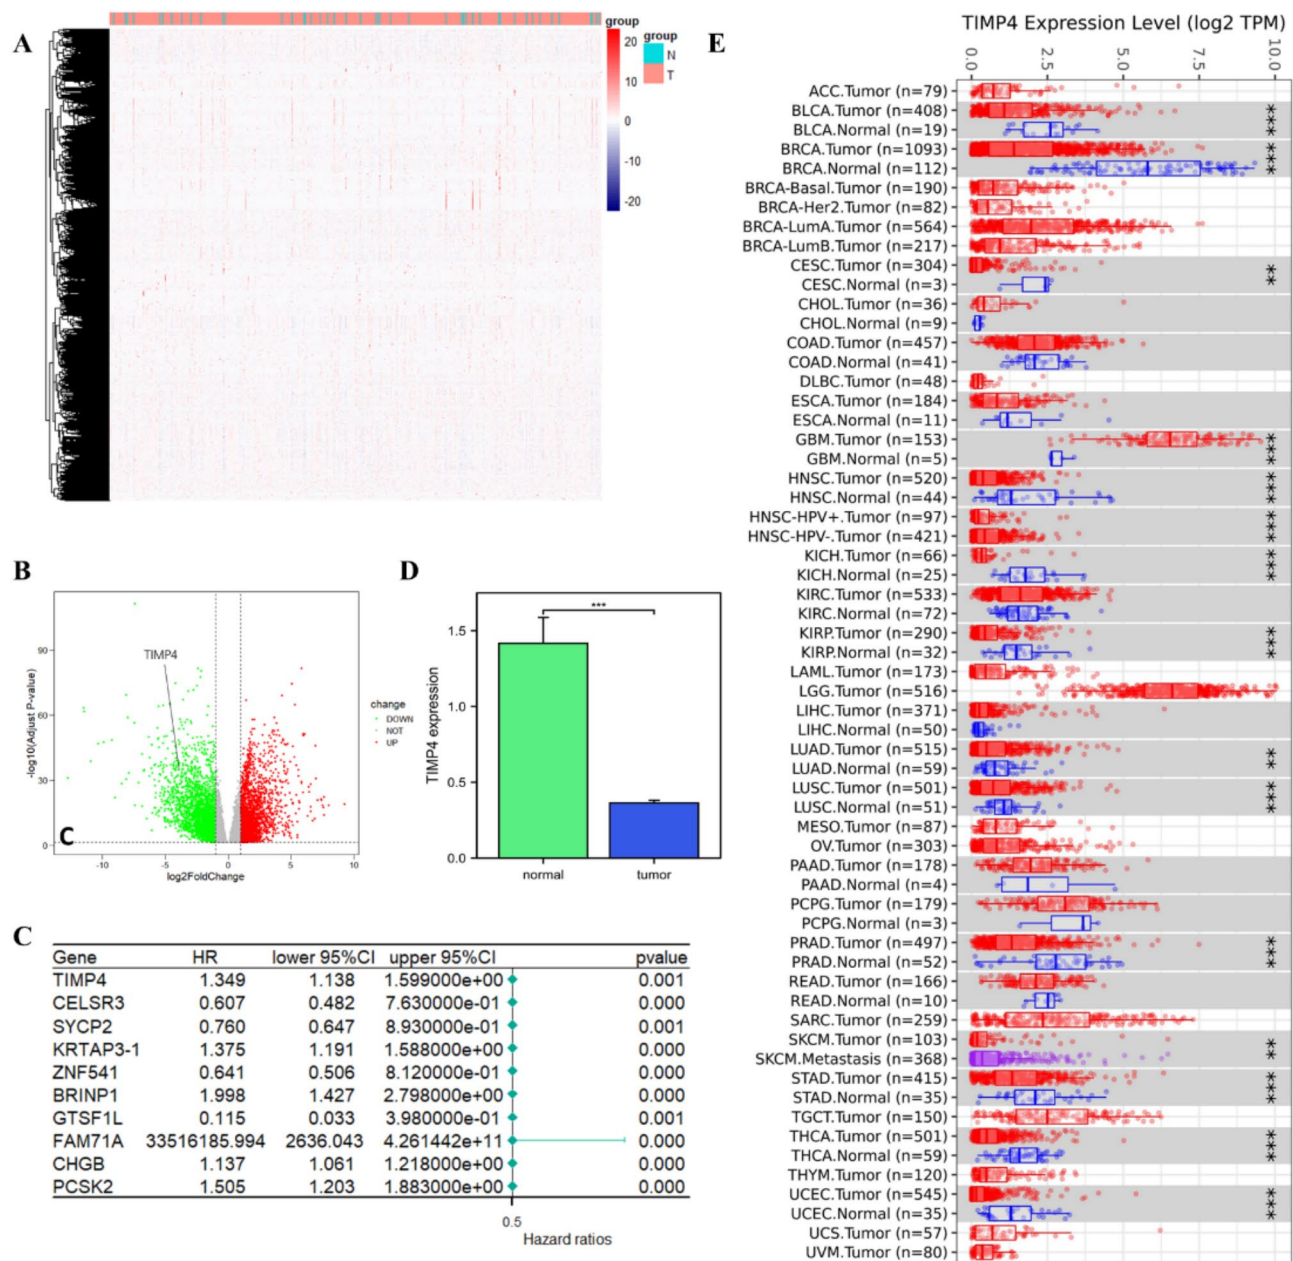 A
group
20
10
0
-10
-20
group
N
T
B
TIMP4
-log10(Adjust P-value)
90
60
30
0
C
-10
-5
0
5
10
log2FoldChange
change
DOWN
NOT
UP
D
TIMP4 expression
1.5
1.0
0.5
0.0
***
normal
tumor
C
Gene HR lower 95%CI upper 95%CI pvalue
TIMP4 1.349 1.138 1.599000e+00 0.001
CELSR3 0.607 0.482 7.630000e-01 0.000
SYCP2 0.760 0.647 8.930000e-01 0.001
KRTAP3-1 1.375 1.191 1.588000e+00 0.000
ZNF541 0.641 0.506 8.120000e-01 0.000
BRINP1 1.998 1.427 2.798000e+00 0.000
GTSF1L 0.115 0.033 3.980000e-01 0.001
FAM71A 33516185.994 2636.043 4.261442e+11 0.000
CHGB 1.137 1.061 1.218000e+00 0.000
PCSK2 1.505 1.203 1.883000e+00 0.000
0.5
Hazard ratios
E
TIMP4 Expression Level (log2 TPM)
0.0 2.5 5.0 7.5 10.0
ACC.Tumor (n=79)
BLCA.Tumor (n=408)
BLCA.Normal (n=19)
BRCA.Tumor (n=1093)
BRCA.Normal (n=112)
BRCA-Basal.Tumor (n=190)
BRCA-Her2.Tumor (n=82)
BRCA-LumA.Tumor (n=564)
BRCA-LumB.Tumor (n=217)
CESC.Tumor (n=304)
CESC.Normal (n=3)
CHOL.Tumor (n=36)
CHOL.Normal (n=9)
COAD.Tumor (n=457)
COAD.Normal (n=41)
DLBC.Tumor (n=48)
ESCA.Tumor (n=184)
ESCA.Normal (n=11)
GBM.Tumor (n=153)
GBM.Normal (n=5)
HNSC.Tumor (n=520)
HNSC.Normal (n=44)
HNSC-HPV+.Tumor (n=97)
HNSC-HPV-.Tumor (n=421)
KICH.Tumor (n=66)
KICH.Normal (n=25)
KIRC.Tumor (n=533)
KIRC.Normal (n=72)
KIRP.Tumor (n=290)
KIRP.Normal (n=32)
LAML.Tumor (n=173)
LGG.Tumor (n=516)
LIHC.Tumor (n=371)
LIHC.Normal (n=50)
LUAD.Tumor (n=515)
LUAD.Normal (n=59)
LUSC.Tumor (n=501)
LUSC.Normal (n=51)
MESO.Tumor (n=87)
OV.Tumor (n=303)
PAAD.Tumor (n=178)
PAAD.Normal (n=4)
PCPG.Tumor (n=179)
PCPG.Normal (n=3)
PRAD.Tumor (n=497)
PRAD.Normal (n=52)
READ.Tumor (n=166)
READ.Normal (n=10)
SARC.Tumor (n=259)
SKCM.Tumor (n=103)
SKCM.Metastasis (n=368)
STAD.Tumor (n=415)
STAD.Normal (n=35)
TGCT.Tumor (n=150)
THCA.Tumor (n=501)
THCA.Normal (n=59)
THYM.Tumor (n=120)
UCEC.Tumor (n=545)
UCEC.Normal (n=35)
UCS.Tumor (n=57)
UVM.Tumor (n=80)